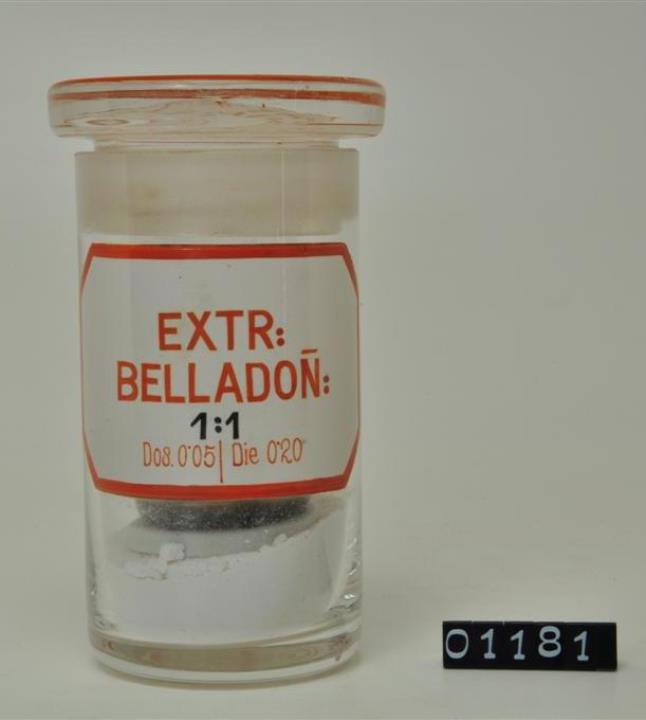 EXTR:
BELLADOÑ:
1:1
Dos. 0·05 | Die 0·20
01181